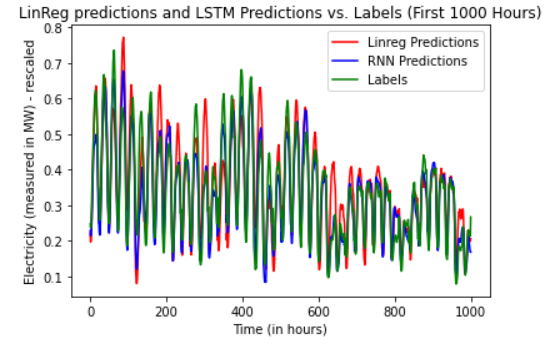 LinReg predictions and LSTM Predictions vs. Labels (First 1000 Hours)
Electricity (measured in MW) - rescaled
0.8
0.7
0.6
0.5
0.4
0.3
0.2
0.1
Linreg Predictions
RNN Predictions
Labels
0 200 400 600 800 1000
Time (in hours)